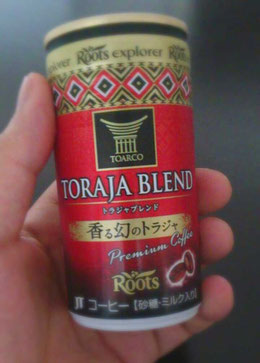 Roots explorer
TOARCO
TORAJA BLEND
トラジャブレンド
香る幻のトラジャ
Premium Coffee
Roots
JT コーヒー【砂糖・ミルク入り】